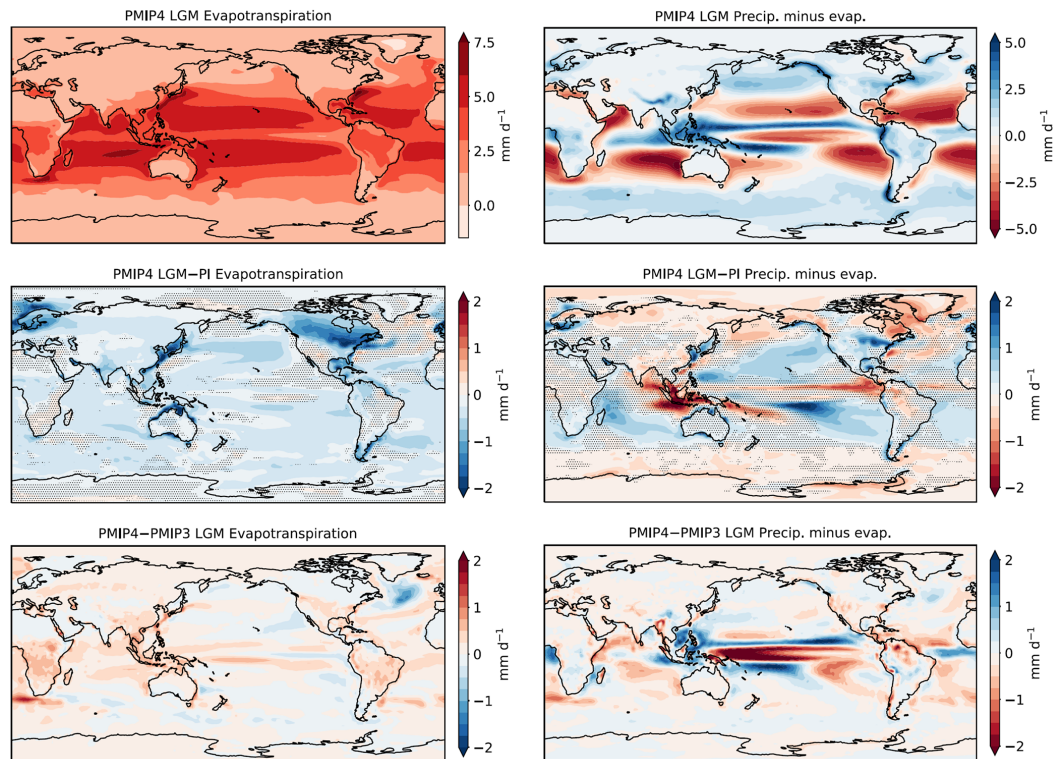 PMIP4 LGM Evapotranspiration
7.5
5.0
2.5
0.0
mm d⁻¹
PMIP4 LGM Precip. minus evap.
5.0
2.5
0.0
−2.5
−5.0
mm d⁻¹
PMIP4 LGM−PI Evapotranspiration
2
1
0
−1
−2
mm d⁻¹
PMIP4 LGM−PI Precip. minus evap.
2
1
0
−1
−2
mm d⁻¹
PMIP4−PMIP3 LGM Evapotranspiration
2
1
0
−1
−2
mm d⁻¹
PMIP4−PMIP3 LGM Precip. minus evap.
2
1
0
−1
−2
mm d⁻¹